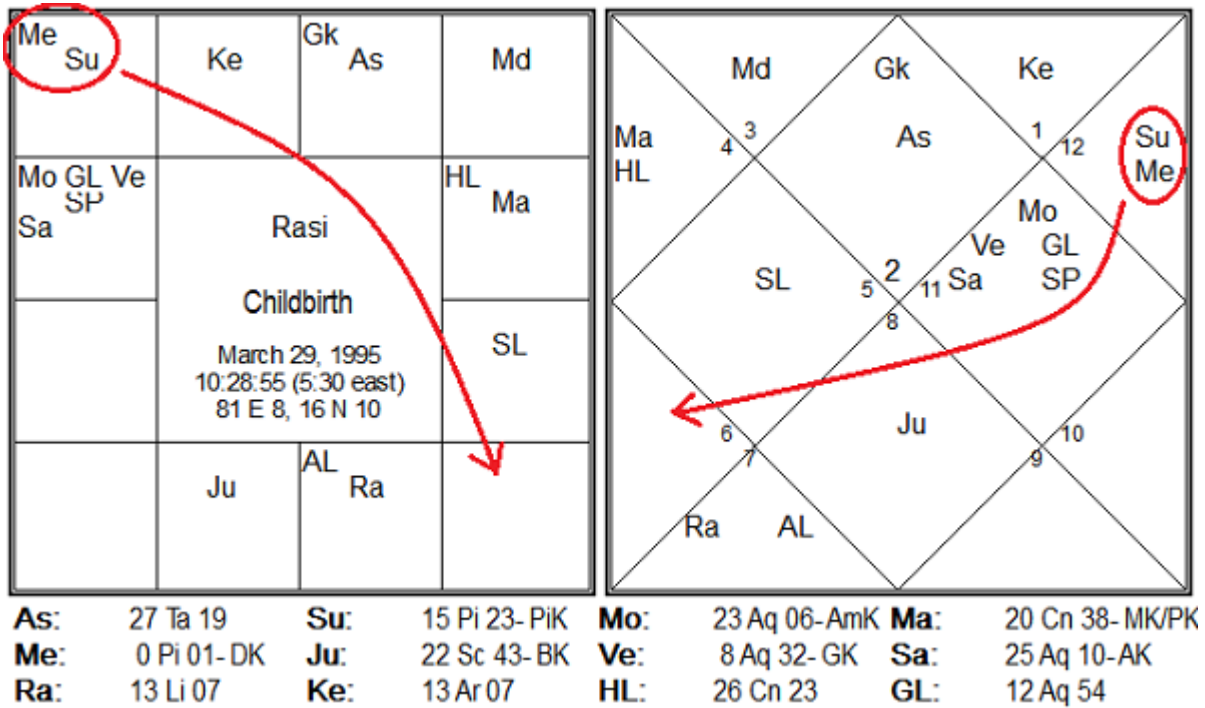 Me
Su
Ke
Gk
As
Md
Mo GL Ve
SP
Sa
HL
Ma
Rasi
Childbirth
March 29, 1995
10:28:55 (5:30 east)
81 E 8, 16 N 10
SL
Ju
AL
Ra
Md
Gk
Ke
Ma
HL
4
3
As
1
12
Su
Me
Mo
Ve
GL
SL
5
2
11
Sa
SP
8
6
7
Ju
10
9
Ra
AL
As: 27 Ta 19 Su: 15 Pi 23- PiK Mo: 23 Aq 06- AmK Ma: 20 Cn 38- MK/PK
Me: 0 Pi 01- DK Ju: 22 Sc 43- BK Ve: 8 Aq 32- GK Sa: 25 Aq 10- AK
Ra: 13 Li 07 Ke: 13 Ar 07 HL: 26 Cn 23 GL: 12 Aq 54